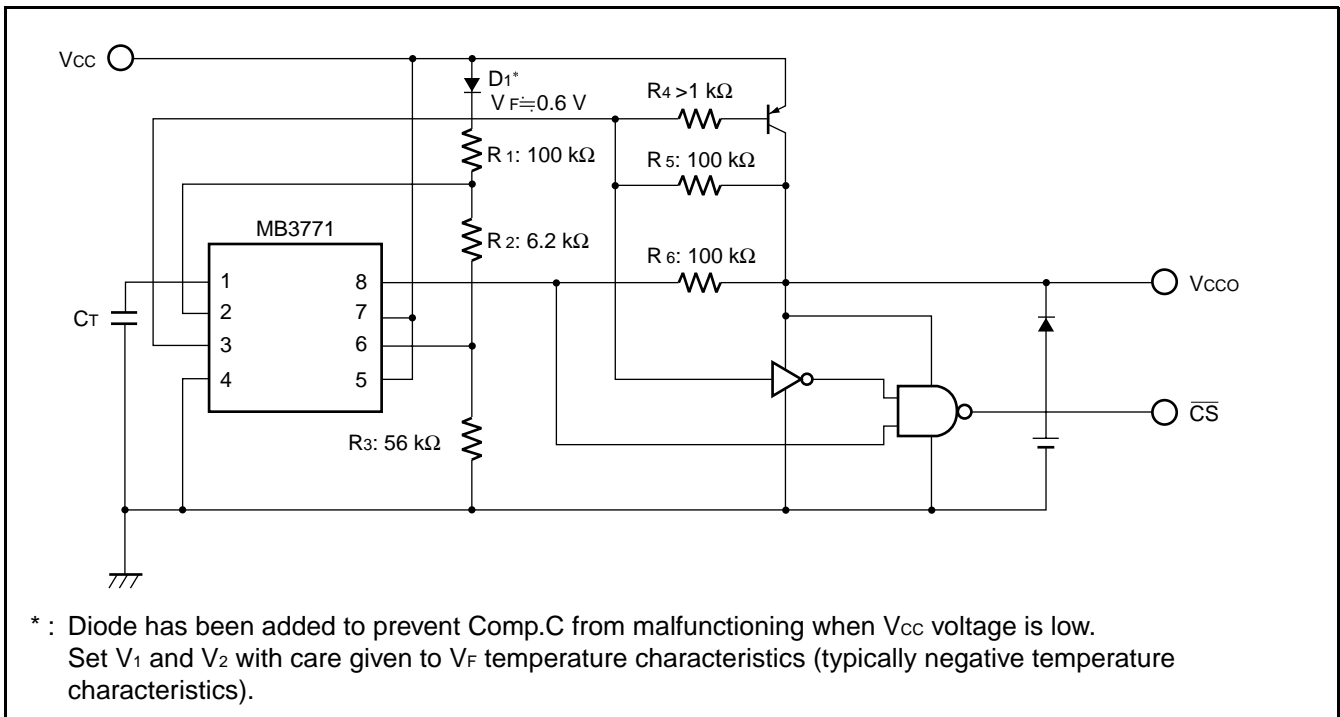 VCC
D1*
VF≒0.6 V
R4 >1 kΩ
R1: 100 kΩ
R5: 100 kΩ
MB3771
R2: 6.2 kΩ
R6: 100 kΩ
1
8
VCCO
CT
2
7
3
6
4
5
CS
R3: 56 kΩ
* : Diode has been added to prevent Comp.C from malfunctioning when VCC voltage is low.
Set V1 and V2 with care given to VF temperature characteristics (typically negative temperature
characteristics).